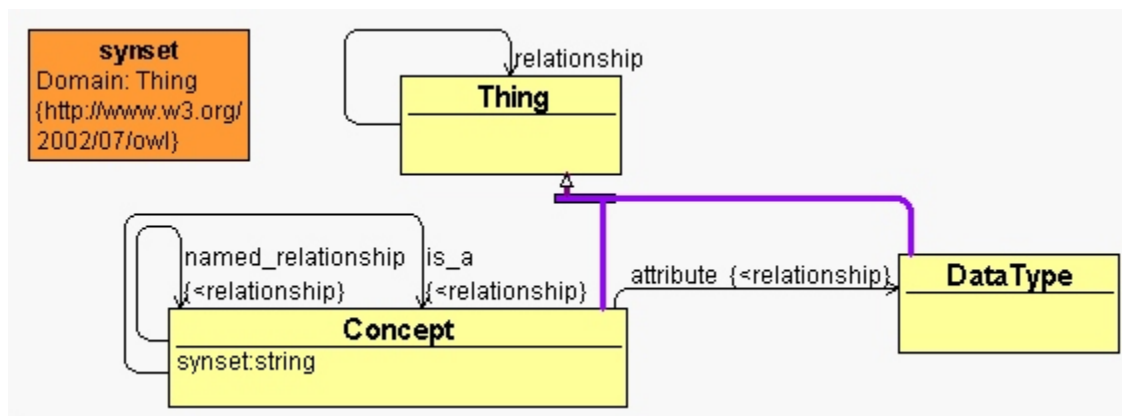 synset
Domain: Thing
{http://www.w3.org/
2002/07/owl}
relationship
Thing
named_relationship
{<relationship}
is_a
{<relationship}
attribute {<relationship}
DataType
Concept
synset:string